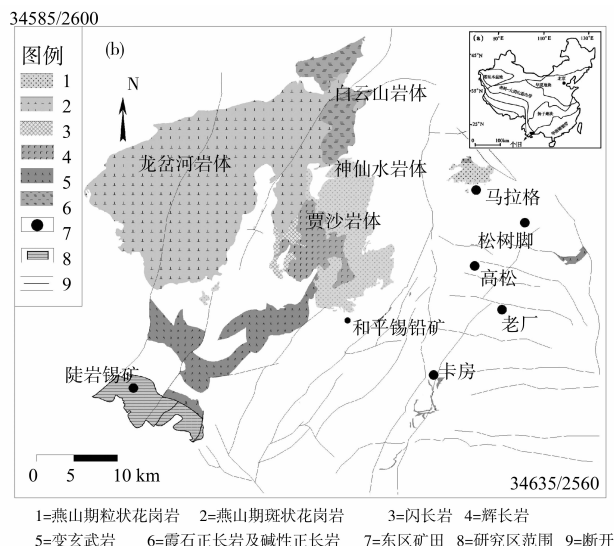 34585/2600
图例
1
2
3
4
5
6
7
8
9
(b)
N
(a)
个旧
白云山岩体
龙岔河岩体
神仙水岩体
贾沙岩体
马拉格
松树脚
高松
老厂
和平锡铅矿
卡房
陡岩锡矿
0 5 10 km
34635/2560
1=燕山期粒状花岗岩 2=燕山期斑状花岗岩 3=闪长岩 4=辉长岩
5=变玄武岩 6=霞石正长岩及碱性正长岩 7=东区矿田 8=研究区范围 9=断开